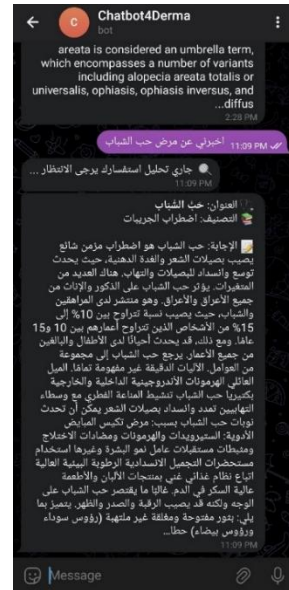 Chatbot4Derma
bot
areata is considered an umbrella term,
which encompasses a number of variants
including alopecia areata totalis or
universalis, ophiasis, ophiasis inversus, and
...diffus
2:28 PM
اخبرني عن مرض حب الشباب
11:09 PM
جاري تحليل استفسارك يرجى الانتظار ...
11:09 PM
العنوان: حَبُّ الشَّبَاب
التصنيف: اضطراب الجريبات
الإجابة: حب الشباب هو اضطراب مزمن شائع
يصيب بصيلات الشعر والغدة الدهنية، حيث يحدث
توسع وانسداد للبصيلات والتهاب. هناك العديد من
المتغيرات. يؤثر حب الشباب على الذكور والإناث من
جميع الأعراق والأعراق. وهو منتشر لدى المراهقين
والشباب، حيث يصيب نسبة تتراوح بين 10% إلى
15% من الأشخاص الذين تتراوح أعمارهم بين 10 و15
عامًا. ومع ذلك، قد يحدث أحيانًا لدى الأطفال والبالغين
من جميع الأعمار. يرجع حب الشباب إلى مجموعة
من العوامل. الآليات الدقيقة غير مفهومة تمامًا. الميل
العائلي الهرمونات الأندروجينية الداخلية والخارجية
بكتيريا حب الشباب تنشيط المناعة الفطري مع وسطاء
التهابيين تمدد وانسداد بصيلات الشعر يمكن أن تحدث
نوبات حب الشباب بسبب: مرض تكيس المبايض
الأدوية: الستيرويدات والهرمونات ومضادات الاختلاج
ومثبطات مستقبلات عامل نمو البشرة وغيرها استخدام
مستحضرات التجميل الانسدادية الرطوبة البيئية العالية
اتباع نظام غذائي غني بمنتجات الألبان والأطعمة
عالية السكر في الدم. غالبًا ما يقتصر حب الشباب على
الوجه ولكنه قد يصيب الرقبة والصدر والظهر. يتميز بما
يلي: بثور مفتوحة ومغلقة غير ملتهبة (رؤوس سوداء
ورؤوس بيضاء) حطا...
11:09 PM
Message